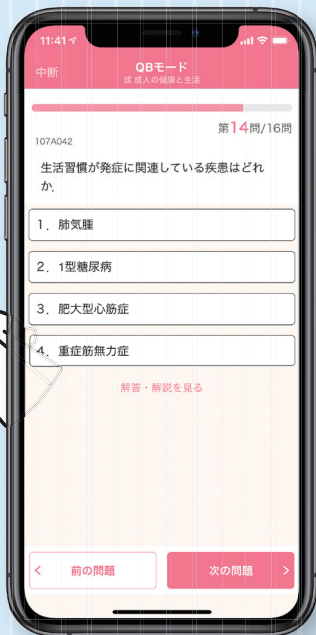 11:41
中断
QBモード
成 成人の健康と生活
第14問/16問
107A042
生活習慣が発症に関連している疾患はどれ
か.
1. 肺気腫
2. 1型糖尿病
3. 肥大型心筋症
4. 重症筋無力症
解答・解説を見る
< 前の問題
次の問題 >